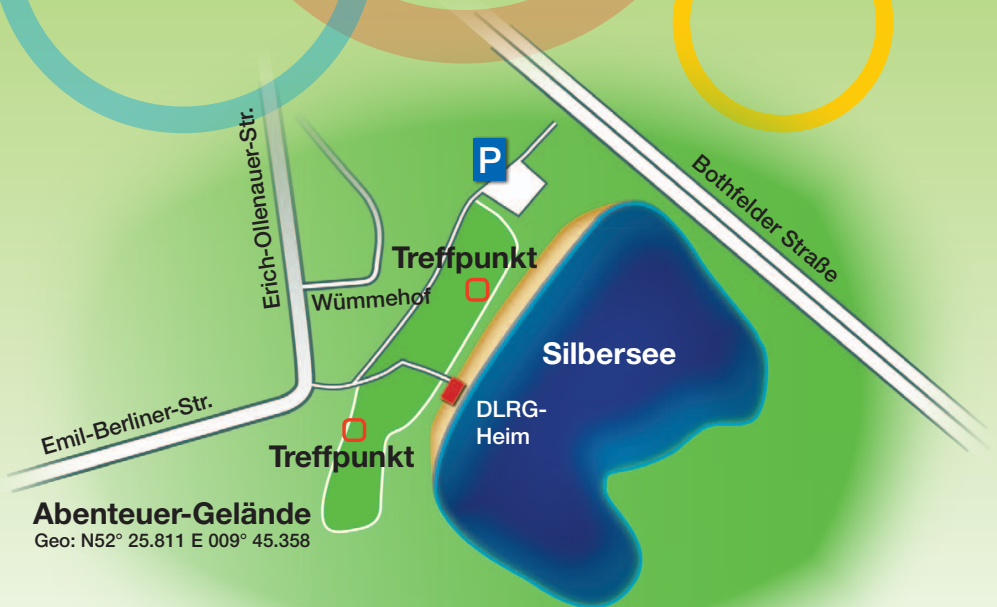 Erich-Ollenauer-Str.
P
Bothfelder Straße
Treffpunkt
Wümmehof
Silbersee
DLRG-
Heim
Emil-Berliner-Str.
Treffpunkt
Abenteuer-Gelände
Geo: N52° 25.811 E 009° 45.358